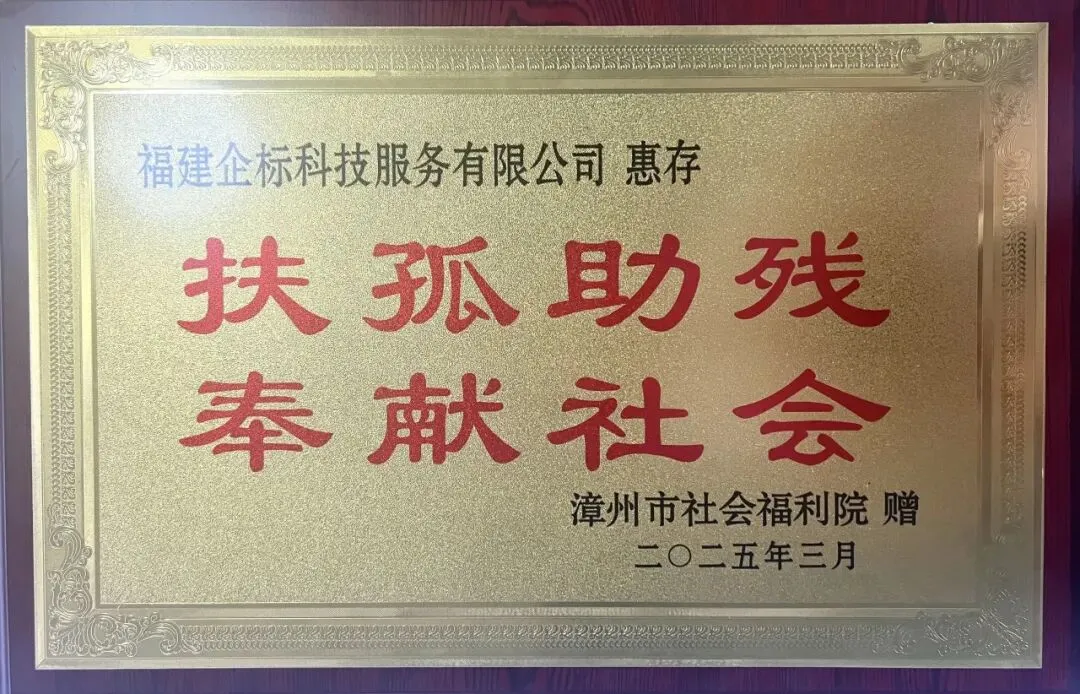 福建企标科技服务有限公司 惠存
扶孤助残
奉献社会
漳州市社会福利院 赠
二〇二五年三月